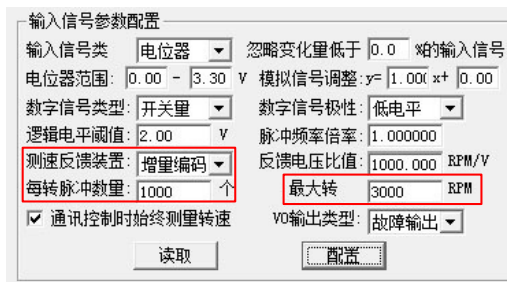 输入信号参数配置
输入信号类 电位器 忽略变化量低于 0.0 %的输入信号
电位器范围: 0.00 - 3.30 V 模拟信号调整: y= 1.00( x+ 0.00
数字信号类型: 开关量 数字信号极性: 低电平
逻辑电平阈值: 2.00 V 脉冲频率倍率: 1.000000
测速反馈装置: 增量编码 反馈电压比值: 1000.000 RPM/V
每转脉冲数量: 1000 个 最大转 3000 RPM
通讯控制时始终测量转速 VO输出类型: 故障输出
读取 配置